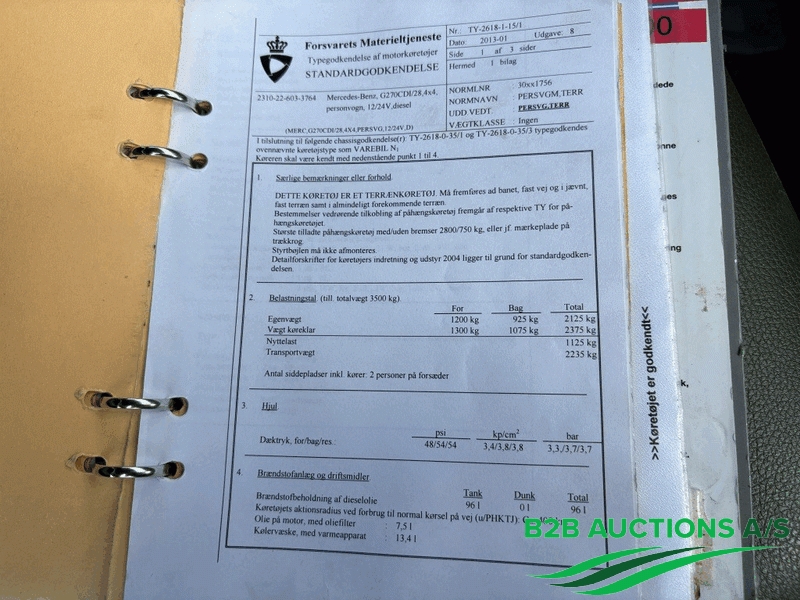 Forsvarets Materieltjeneste
Typegodkendelse af motorkøretøjer
STANDARDGODKENDELSE
Nr.: TY-2618-1-15/1
Dato: 2013-01 Udgave: 8
Side 1 af 3 sider
Hermed 1 bilag
2310-22-603-3764 Mercedes-Benz, G270CDI/28,4x4,
personvogn, 12/24V,diesel
(MERC,G270CDI/28,4X4,PERSVG,12/24V,D)
NORMLNR : 30xx1756
NORMNAVN : PERSVGM,TERR
UDD VEDT. : PERSVG,TERR
VÆGTKLASSE : Ingen
I tilslutning til følgende chassisgodkendelse(r): TY-2618-0-35/1 og TY-2618-0-35/3 typegodkendes
ovennævnte køretøjstype som VAREBIL N1
Køreren skal være kendt med nedenstående punkt 1 til 4.
1. Særlige bemærkninger eller forhold.
DETTE KØRETØJ ER ET TERRÆNKØRETØJ. Må fremføres ad banet, fast vej og i jævnt,
fast terræn samt i almindeligt forekommende terræn.
Bestemmelser vedrørende tilkobling af påhængskøretøj fremgår af respektive TY for på-
hængskøretøjet.
Største tilladte påhængskøretøj med/uden bremser 2800/750 kg, eller jf. mærkeplade på
trækkrog.
Styrtbøjlen må ikke afmonteres.
Detailforskrifter for køretøjers indretning og udstyr 2004 ligger til grund for standardgodken-
delsen.
2. Belastningstal (till. totalvægt 3500 kg).
For Bag Total
Egenvægt 1200 kg 925 kg 2125 kg
Vægt køreklar 1300 kg 1075 kg 2375 kg
Nyttelast 1125 kg
Transportvægt 2235 kg
Antal siddepladser inkl. kører: 2 personer på forsæder
3. Hjul
psi kp/cm² bar
Dæktryk, for/bag/res.: 48/54/54 3,4/3,8/3,8 3,3,/3,7/3,7
4. Brændstofanlæg og driftsmidler
Tank Dunk Total
Brændstofbeholdning af dieselolie 96 l 0 l 96 l
Køretøjets aktionsradius ved forbrug til normal kørsel på vej (u/PHKTJ):
Olie på motor, med oliefilter : 7,5 l
Kølervæske, med varmeapparat : 13,4 l
>>Køretøjet er godkendt<<
B2B AUCTIONS A/S